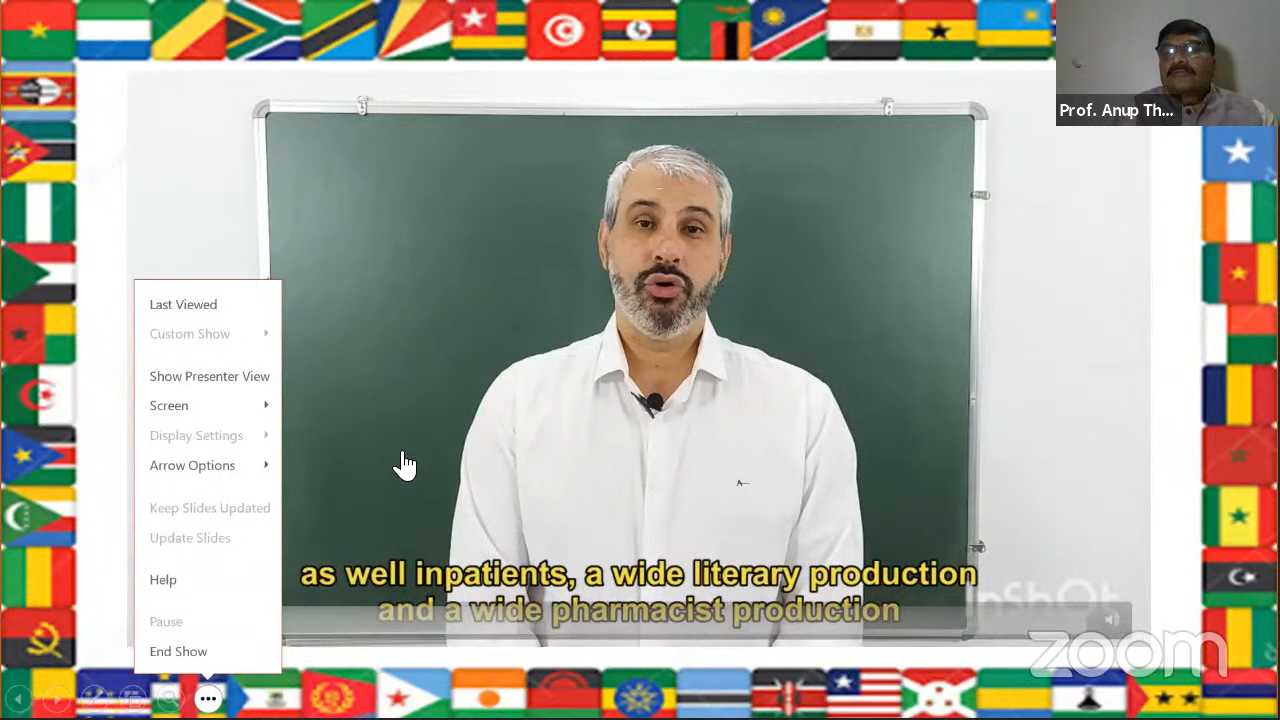 Prof. Anup Th...
Last Viewed
Custom Show
Show Presenter View
Screen
Display Settings
Arrow Options
Keep Slides Updated
Update Slides
Help
Pause
End Show
as well inpatients, a wide literary production
and a wide pharmacist production
InShOt
zoom